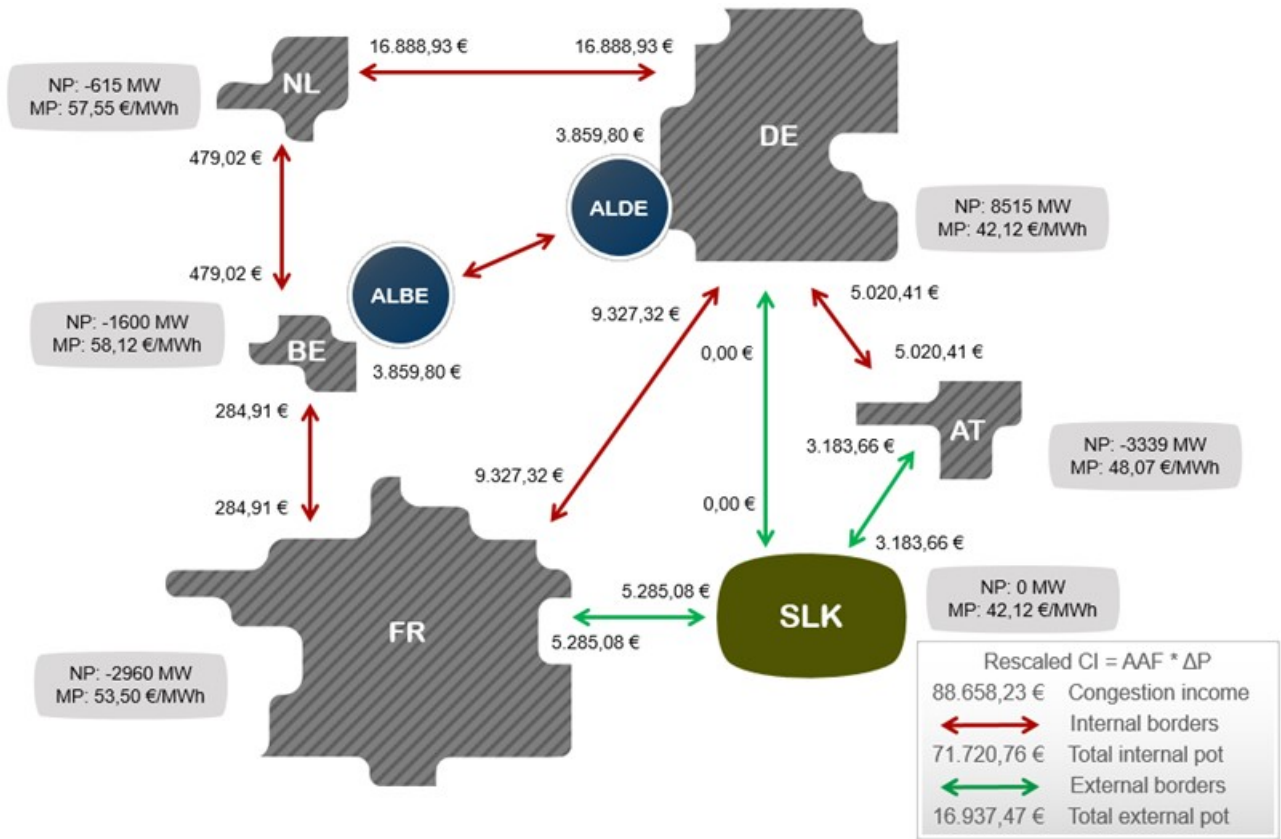 16.888,93 €
16.888,93 €
NL
NP: -615 MW
MP: 57,55 €/MWh
DE
3.859,80 €
479,02 €
ALDE
NP: 8515 MW
MP: 42,12 €/MWh
479,02 €
ALBE
9.327,32 €
5.020,41 €
NP: -1600 MW
MP: 58,12 €/MWh
BE
0,00 €
5.020,41 €
3.859,80 €
284,91 €
AT
3.183,66 €
NP: -3339 MW
MP: 48,07 €/MWh
9.327,32 €
284,91 €
0,00 €
3.183,66 €
5.285,08 €
SLK
NP: 0 MW
MP: 42,12 €/MWh
FR
5.285,08 €
NP: -2960 MW
MP: 53,50 €/MWh
Rescaled CI = AAF * ΔP
88.658,23 € Congestion income
Internal borders
71.720,76 € Total internal pot
External borders
16.937,47 € Total external pot